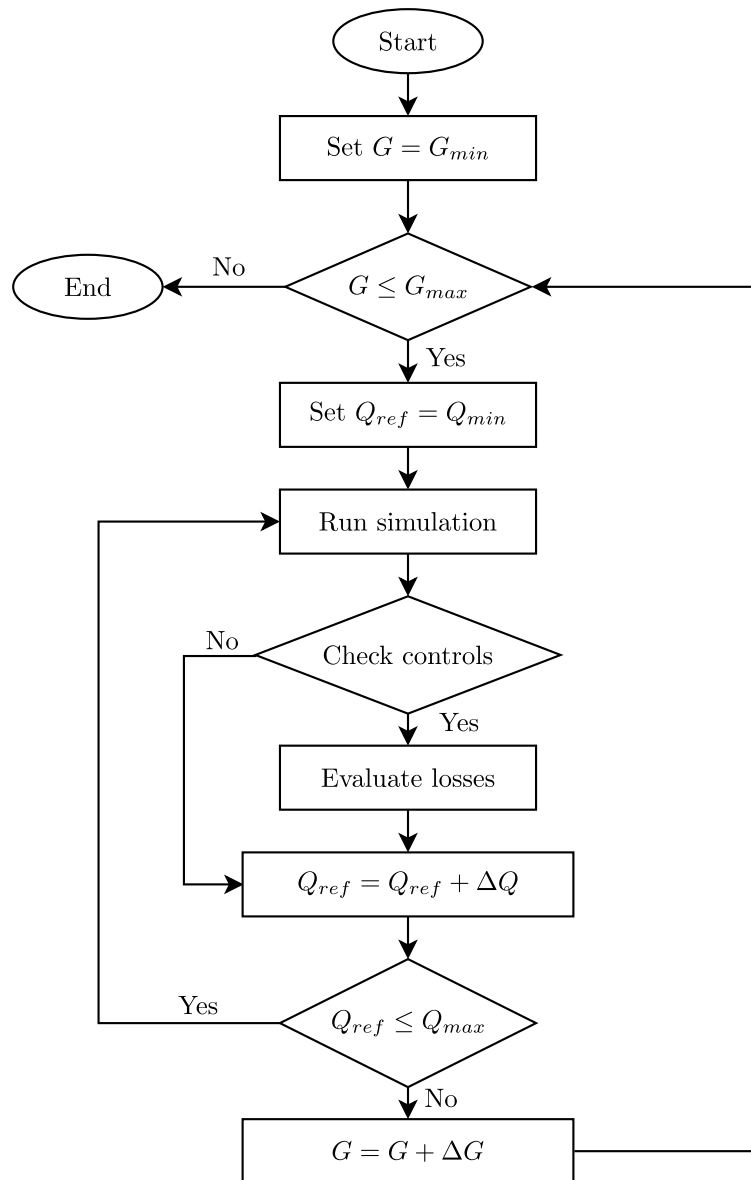 Start
Set G = G_min
No
End
G ≤ G_max
Yes
Set Q_ref = Q_min
Run simulation
No
Check controls
Yes
Evaluate losses
Q_ref = Q_ref + ΔQ
Yes
Q_ref ≤ Q_max
No
G = G + ΔG